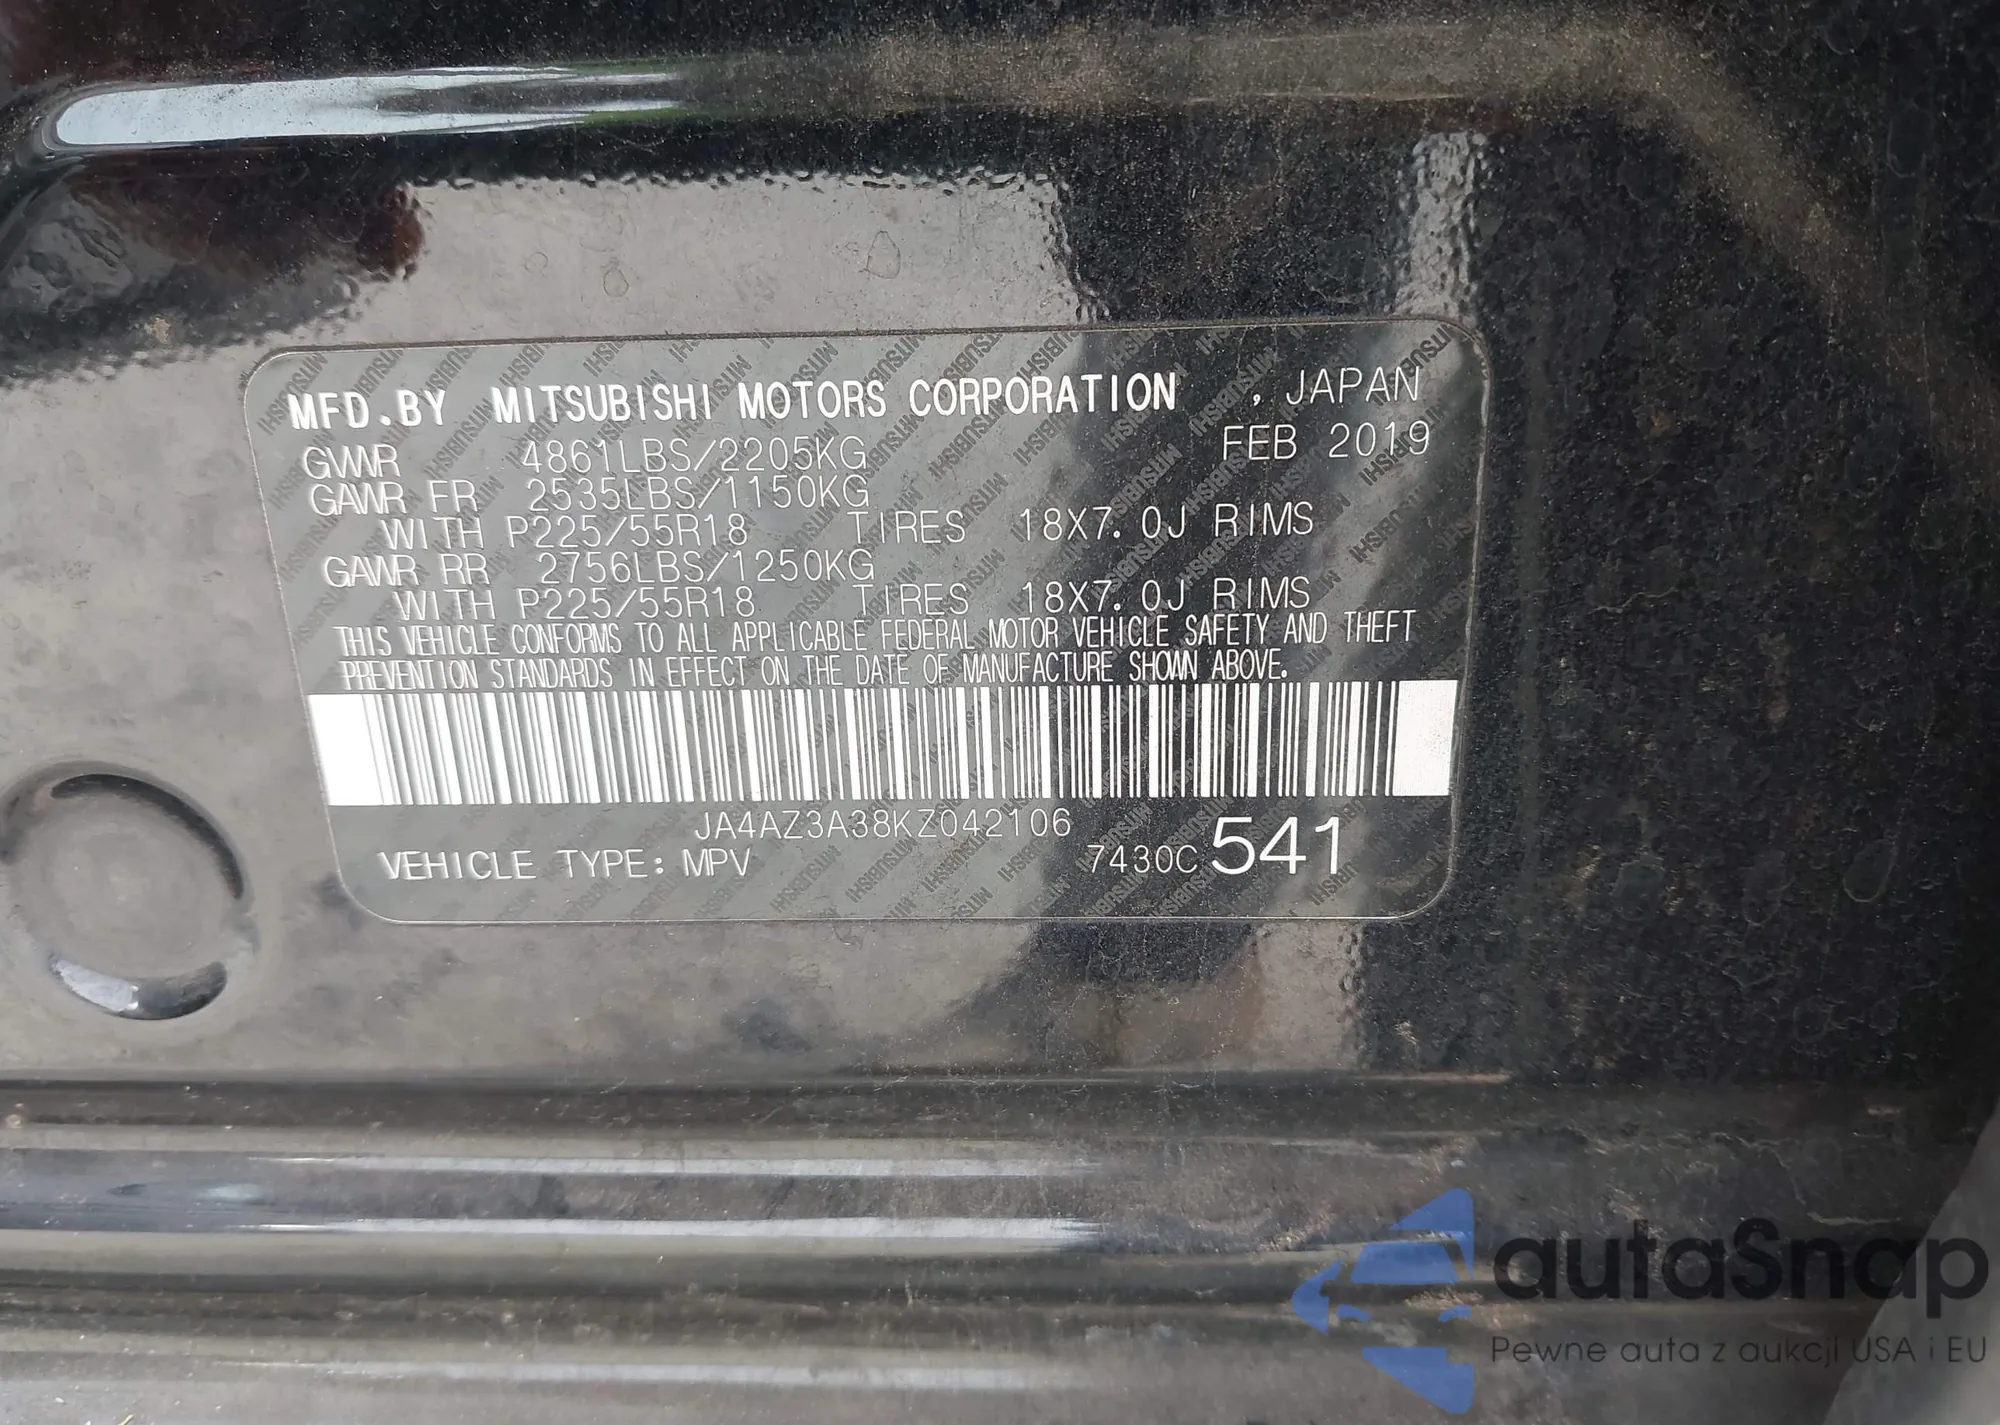 MFD.BY MITSUBISHI MOTORS CORPORATION , JAPAN
GVWR 4861LBS/2205KG FEB 2019
GAWR FR 2535LBS/1150KG
WITH P225/55R18 TIRES 18X7.0J RIMS
GAWR RR 2756LBS/1250KG
WITH P225/55R18 TIRES 18X7.0J RIMS
THIS VEHICLE CONFORMS TO ALL APPLICABLE FEDERAL MOTOR VEHICLE SAFETY AND THEFT
PREVENTION STANDARDS IN EFFECT ON THE DATE OF MANUFACTURE SHOWN ABOVE.
JA4AZ3A38KZ042106
VEHICLE TYPE: MPV 7430C 541
autaSnap
Pewne auta z aukcji USA i EU